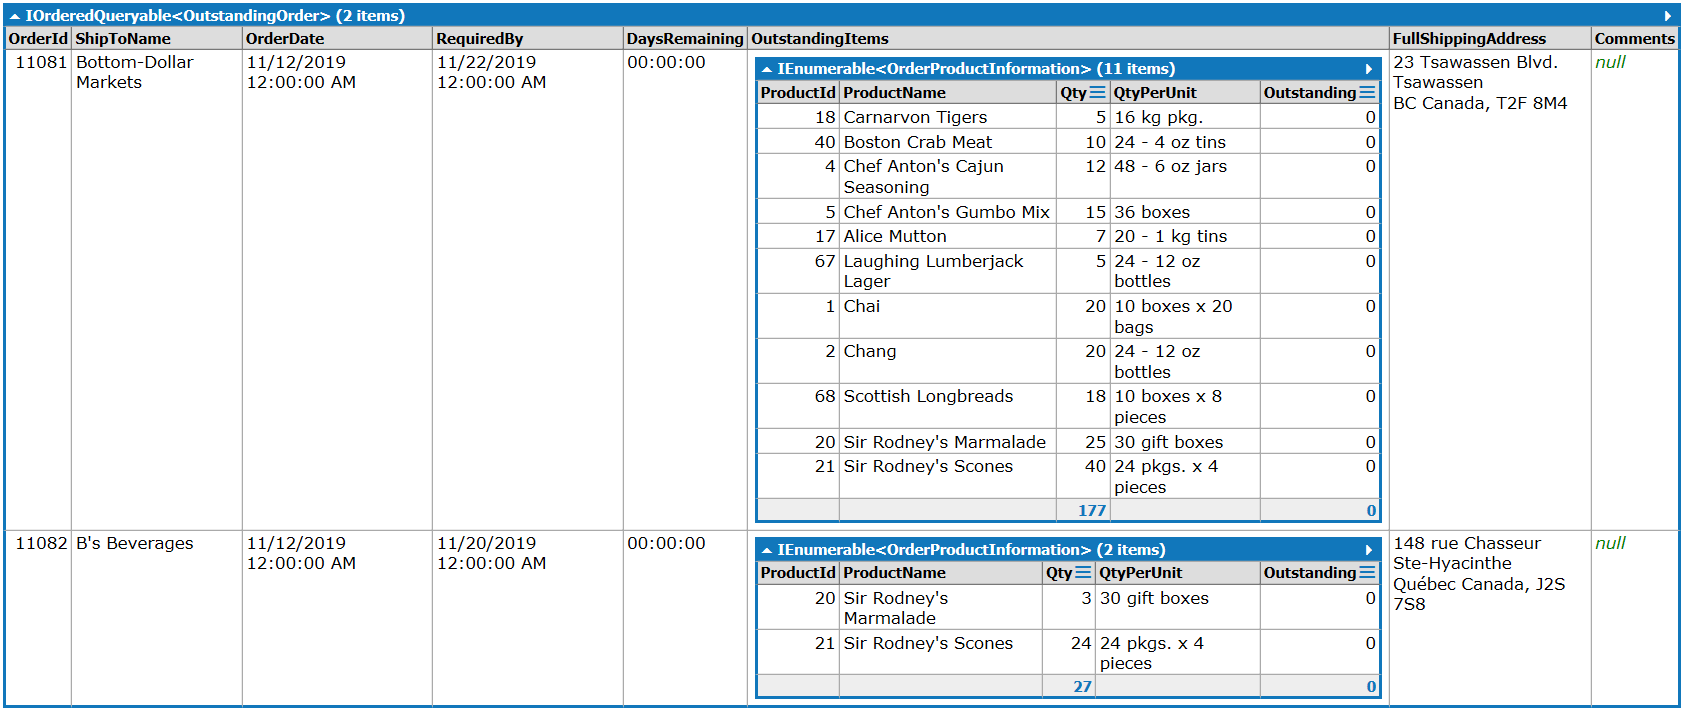 IOrderedQueryable<OutstandingOrder> (2 items)
OrderId ShipToName OrderDate RequiredBy DaysRemaining OutstandingItems FullShippingAddress Comments
11081 Bottom-Dollar Markets 11/12/2019 12:00:00 AM 11/22/2019 12:00:00 AM 00:00:00
IEnumerable<OrderProductInformation> (11 items)
ProductId ProductName Qty QtyPerUnit Outstanding
18 Carnarvon Tigers 5 16 kg pkg. 0
40 Boston Crab Meat 10 24 - 4 oz tins 0
4 Chef Anton's Cajun Seasoning 12 48 - 6 oz jars 0
5 Chef Anton's Gumbo Mix 15 36 boxes 0
17 Alice Mutton 7 20 - 1 kg tins 0
67 Laughing Lumberjack Lager 5 24 - 12 oz bottles 0
1 Chai 20 10 boxes x 20 bags 0
2 Chang 20 24 - 12 oz bottles 0
68 Scottish Longbreads 18 10 boxes x 8 pieces 0
20 Sir Rodney's Marmalade 25 30 gift boxes 0
21 Sir Rodney's Scones 40 24 pkgs. x 4 pieces 0
177 0
23 Tsawassen Blvd.
Tsawassen
BC Canada, T2F 8M4
null
11082 B's Beverages 11/12/2019 12:00:00 AM 11/20/2019 12:00:00 AM 00:00:00
IEnumerable<OrderProductInformation> (2 items)
ProductId ProductName Qty QtyPerUnit Outstanding
20 Sir Rodney's Marmalade 3 30 gift boxes 0
21 Sir Rodney's Scones 24 24 pkgs. x 4 pieces 0
27 0
148 rue Chasseur
Ste-Hyacinthe
Québec Canada, J2S
7S8
null